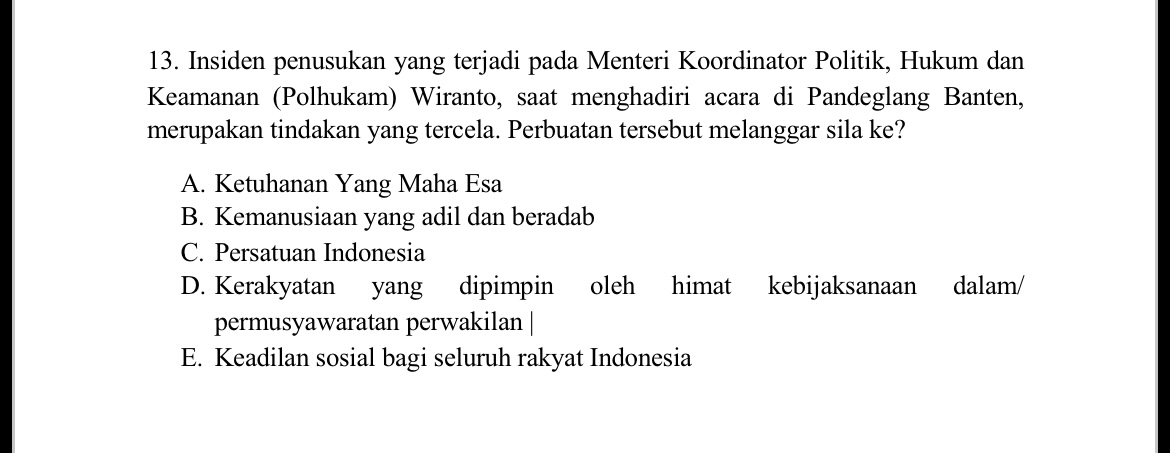 13. Insiden penusukan yang terjadi pada Menteri Koordinator Politik, Hukum dan
Keamanan (Polhukam) Wiranto, saat menghadiri acara di Pandeglang Banten,
merupakan tindakan yang tercela. Perbuatan tersebut melanggar sila ke?
A. Ketuhanan Yang Maha Esa
B. Kemanusiaan yang adil dan beradab
C. Persatuan Indonesia
D. Kerakyatan yang dipimpin oleh himat kebijaksanaan dalam/
permusyawaratan perwakilan |
E. Keadilan sosial bagi seluruh rakyat Indonesia